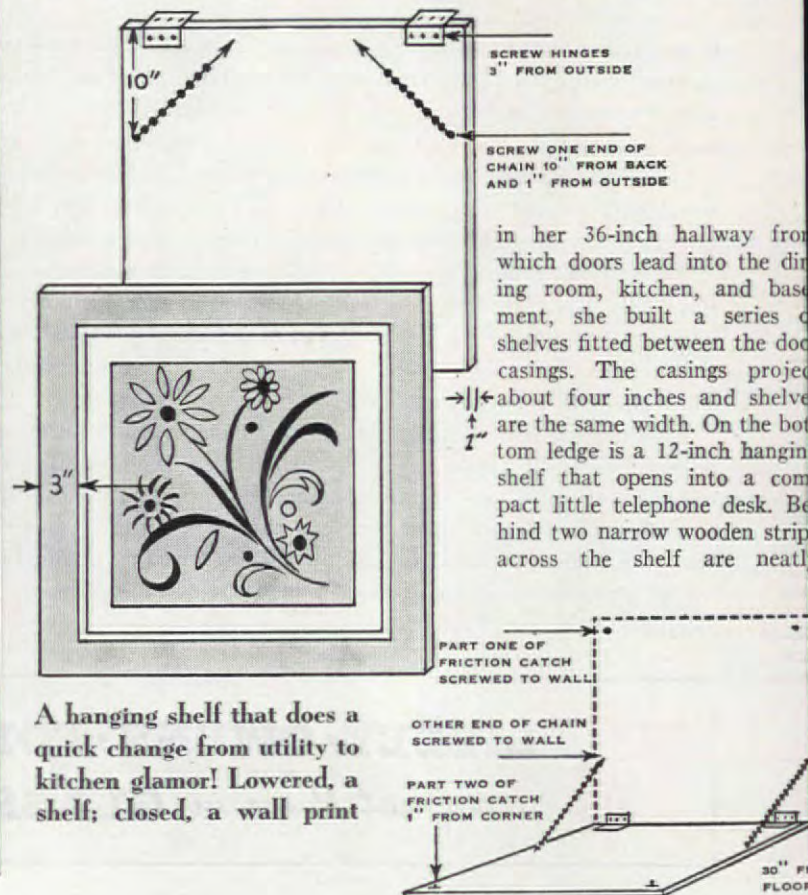 SCREW HINGES
3" FROM OUTSIDE
10"
SCREW ONE END OF
CHAIN 10" FROM BACK
AND 1" FROM OUTSIDE
in her 36-inch hallway
which doors lead into the
ing room, kitchen, and
ment, she built a series
shelves fitted between the
casings. The casings
about four inches and
are the same width. On the
tom ledge is a 12-inch
shelf that opens into a
pact little telephone desk.
hind two narrow wooden
across the shelf are
1"
3"
A hanging shelf that does a
quick change from utility to
kitchen glamor! Lowered, a
shelf; closed, a wall print
PART ONE OF
FRICTION CATCH
SCREWED TO WALL
OTHER END OF CHAIN
SCREWED TO WALL
PART TWO OF
FRICTION CATCH
1" FROM CORNER
30"